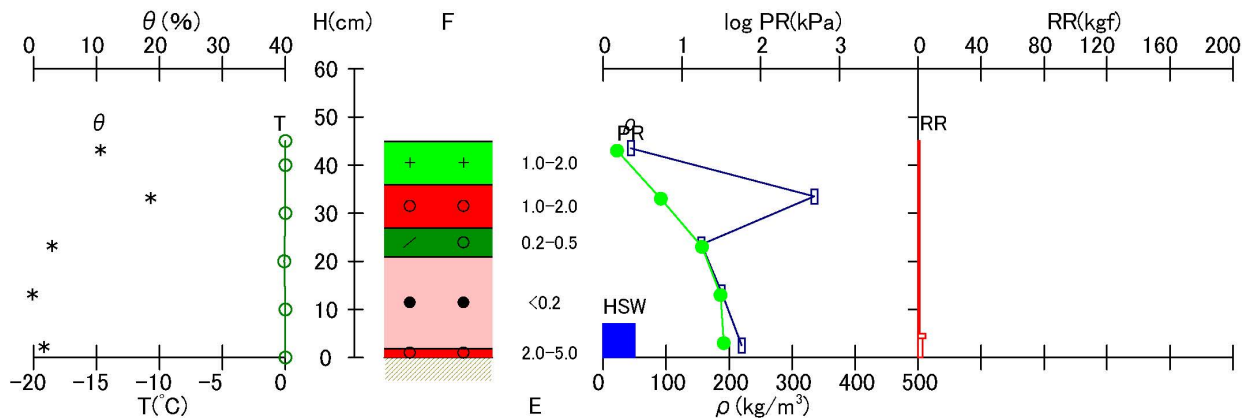 θ (%) H(cm) F log PR(kPa) RR(kgf)
0 10 20 30 40 0 1 2 3 0 40 80 120 160 200
60
50
θ T ρ PR RR
40 1.0-2.0
30 1.0-2.0
0.2-0.5
20
10 <0.2 HSW
0 2.0-5.0
-20 -15 -10 -5 0 0 100 200 300 400 500
T(°C) E ρ (kg/m³)